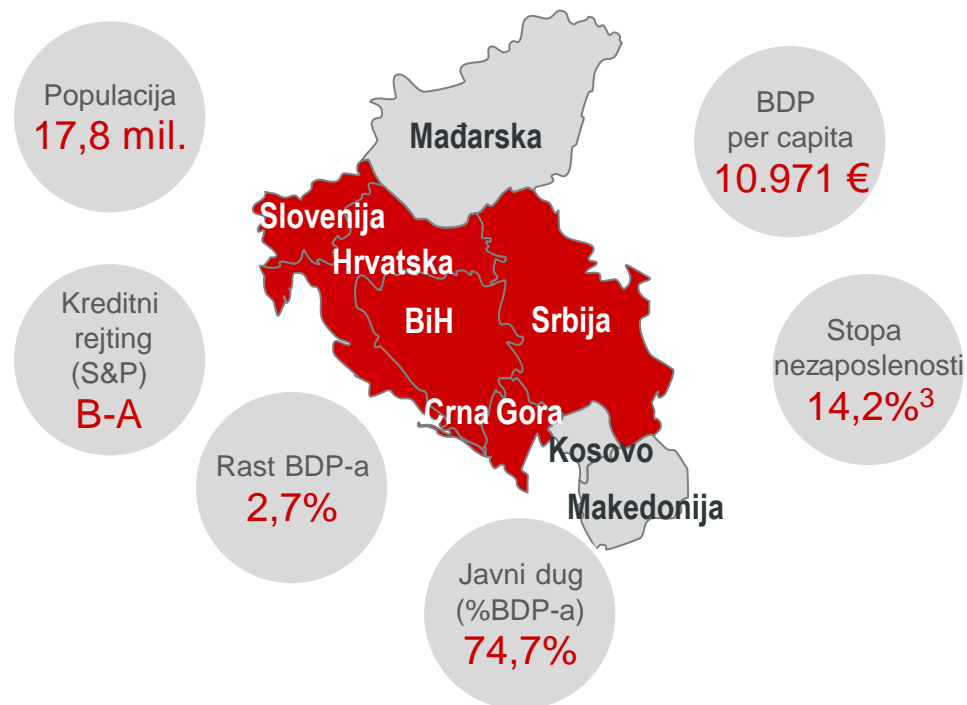 Populacija
17,8 mil.
BDP
per capita
10.971 €
Mađarska
Slovenija
Hrvatska
BiH
Srbija
Crna Gora
Kosovo
Makedonija
Kreditni
rejting
(S&P)
B-A
Stopa
nezaposlenosti
14,2%³
Rast BDP-a
2,7%
Javni dug
(%BDP-a)
74,7%